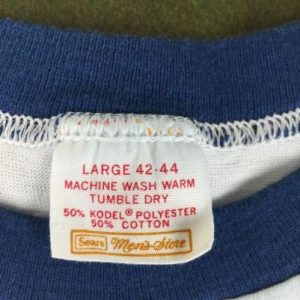 LARGE 42-44
MACHINE WASH WARM
TUMBLE DRY
50% KODEL® POLYESTER
50% COTTON
Sears Men's Store